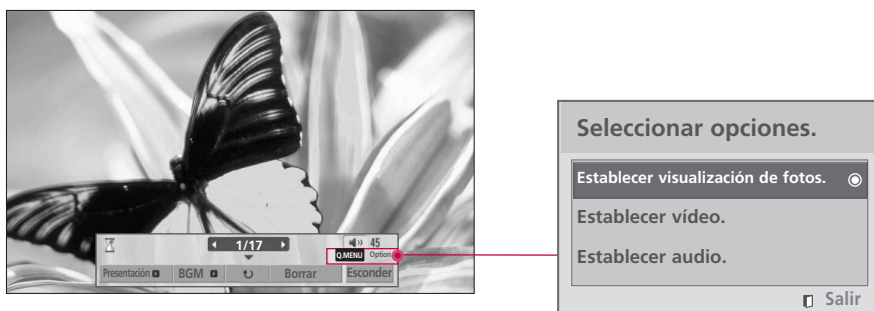 1/17
45
Q.MENU Option
Presentación BGM Borrar Esconder
Seleccionar opciones.
Establecer visualización de fotos.
Establecer vídeo.
Establecer audio.
Salir